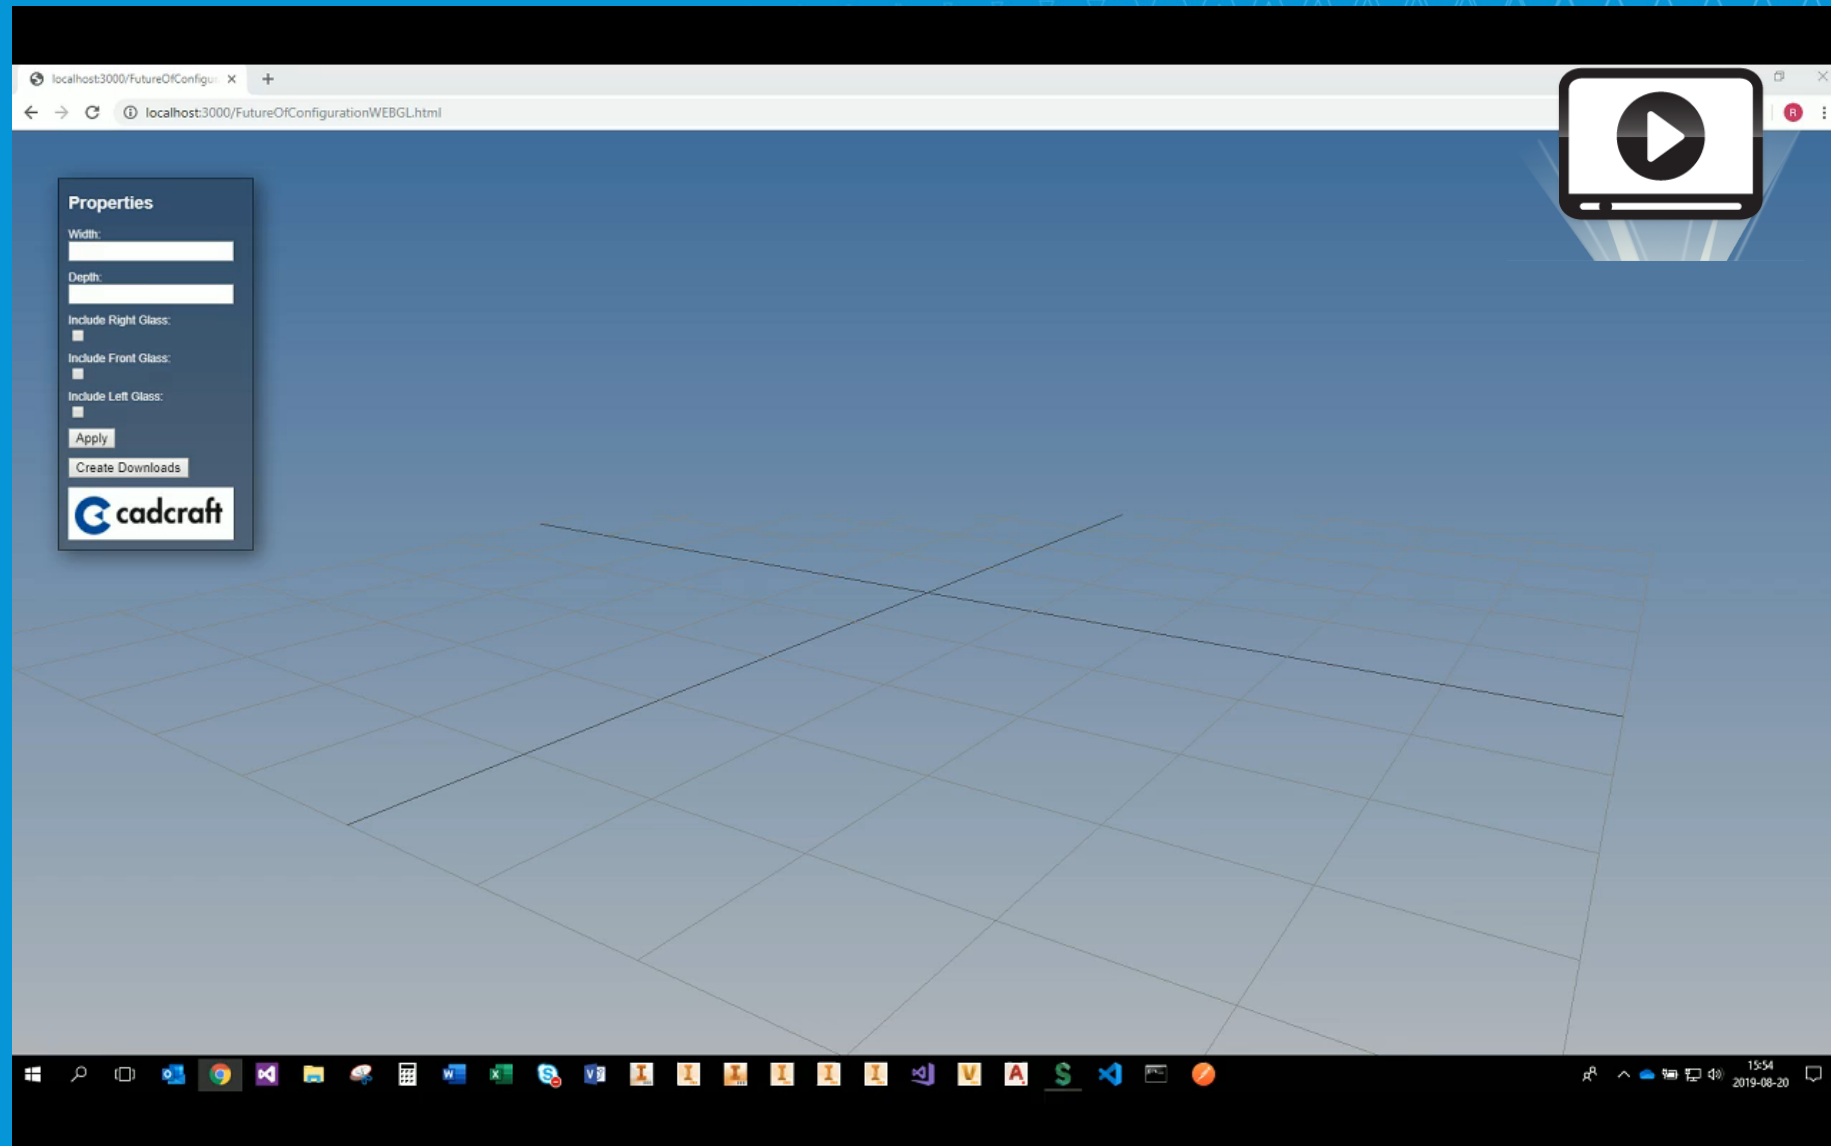 localhost:3000/FutureOfConfigu
localhost:3000/FutureOfConfigurationWEBGL.html
R
Properties
Width:
Depth:
Include Right Glass:
Include Front Glass:
Include Left Glass:
Apply
Create Downloads
cadcraft
15:54
2019-08-20